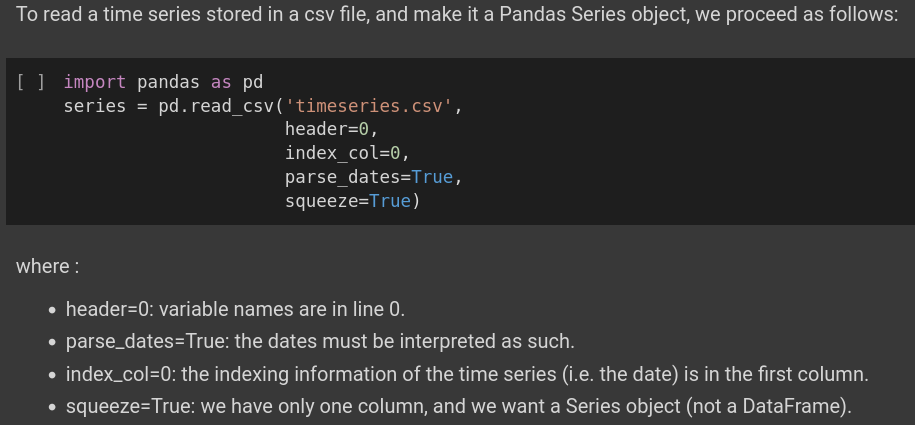 To read a time series stored in a csv file, and make it a Pandas Series object, we proceed as follows:
[ ] import pandas as pd
series = pd.read_csv('timeseries.csv',
header=0,
index_col=0,
parse_dates=True,
squeeze=True)
where :
• header=0: variable names are in line 0.
• parse_dates=True: the dates must be interpreted as such.
• index_col=0: the indexing information of the time series (i.e. the date) is in the first column.
• squeeze=True: we have only one column, and we want a Series object (not a DataFrame).